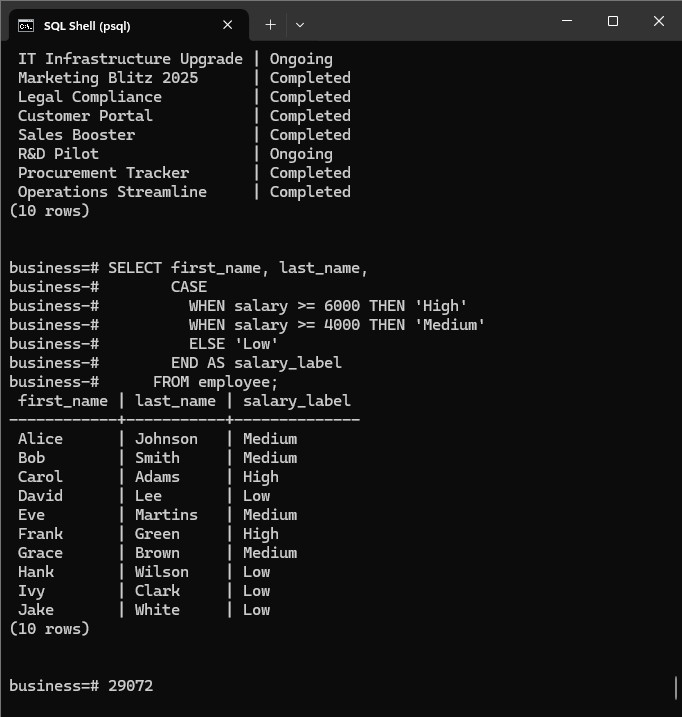 SQL Shell (psql)
 IT Infrastructure Upgrade | Ongoing
 Marketing Blitz 2025      | Completed
 Legal Compliance          | Completed
 Customer Portal           | Completed
 Sales Booster             | Completed
 R&D Pilot                 | Ongoing
 Procurement Tracker       | Completed
 Operations Streamline     | Completed
(10 rows)
business=# SELECT first_name, last_name,
business-#        CASE
business-#          WHEN salary >= 6000 THEN 'High'
business-#          WHEN salary >= 4000 THEN 'Medium'
business-#          ELSE 'Low'
business-#        END AS salary_label
business-#      FROM employee;
 first_name | last_name | salary_label
------------+-----------+--------------
 Alice      | Johnson   | Medium
 Bob        | Smith     | Medium
 Carol      | Adams     | High
 David      | Lee       | Low
 Eve        | Martins   | Medium
 Frank      | Green     | High
 Grace      | Brown     | Medium
 Hank       | Wilson    | Low
 Ivy        | Clark     | Low
 Jake       | White     | Low
(10 rows)
business=# 29072